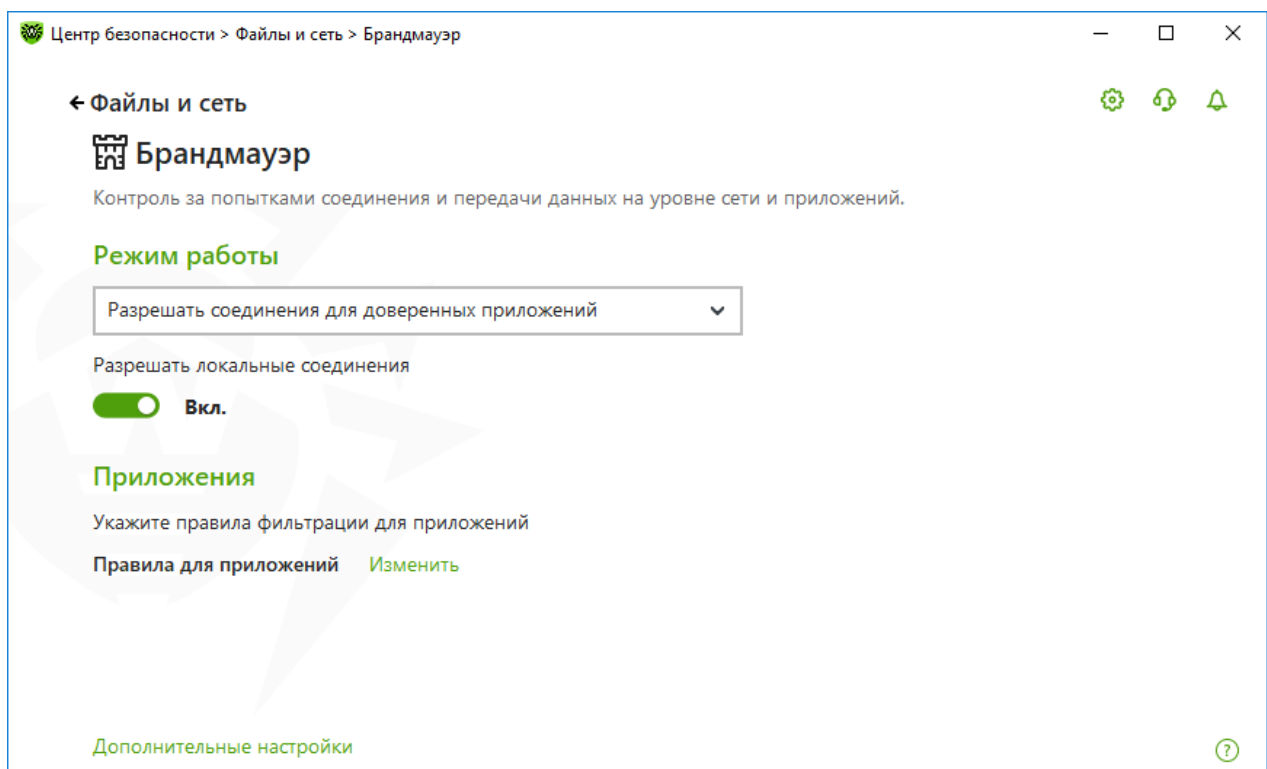 Центр безопасности > Файлы и сеть > Брандмауэр
Файлы и сеть
Брандмауэр
Контроль за попытками соединения и передачи данных на уровне сети и приложений.
Режим работы
Разрешать соединения для доверенных приложений
Разрешать локальные соединения
Вкл.
Приложения
Укажите правила фильтрации для приложений
Правила для приложений Изменить
Дополнительные настройки
?